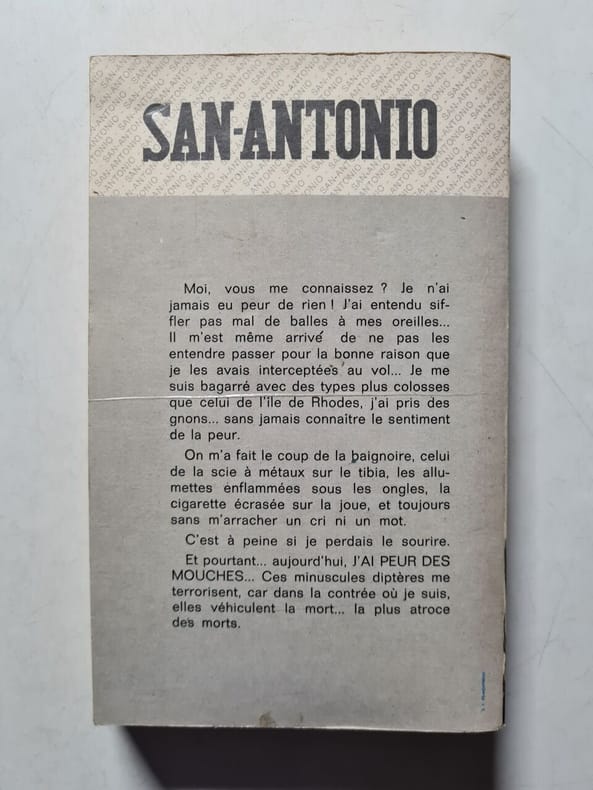 SAN-ANTONIO
Moi, vous me connaissez ? Je n'ai
jamais eu peur de rien ! J'ai entendu sif-
fler pas mal de balles à mes oreilles...
Il m'est même arrivé de ne pas les
entendre passer pour la bonne raison que
je les avais interceptées au vol... Je me
suis bagarré avec des types plus colosses
que celui de l'île de Rhodes, j'ai pris des
gnons... sans jamais connaître le sentiment
de la peur.
On m'a fait le coup de la baignoire, celui
de la scie à métaux sur le tibia, les allu-
mettes enflammées sous les ongles, la
cigarette écrasée sur la joue, et toujours
sans m'arracher un cri ni un mot.
C'est à peine si je perdais le sourire.
Et pourtant... aujourd'hui, J'AI PEUR DES
MOUCHES... Ces minuscules diptères me
terrorisent, car dans la contrée où je suis,
elles véhiculent la mort... la plus atroce
des morts.